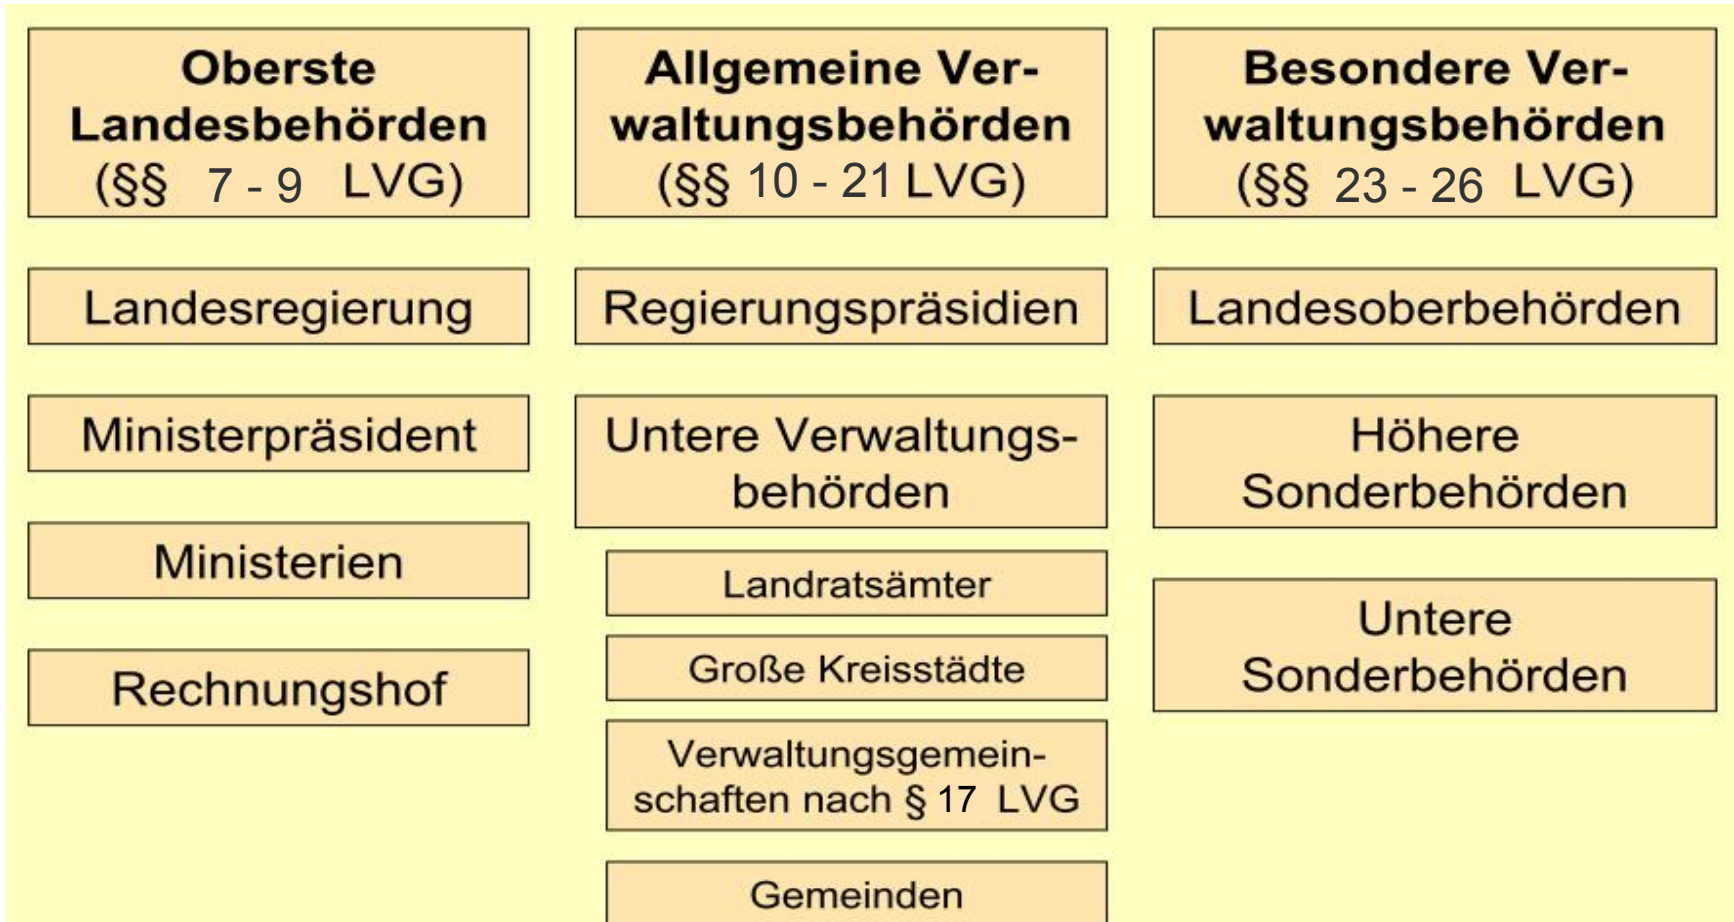 Oberste
Landesbehörden
(§§ 7 - 9 LVG)
Landesregierung
Ministerpräsident
Ministerien
Rechnungshof
Allgemeine Ver-
waltungsbehörden
(§§ 10 - 21 LVG)
Regierungspräsidien
Untere Verwaltungs-
behörden
Landratsämter
Große Kreisstädte
Verwaltungsgemein-
schaften nach § 17 LVG
Gemeinden
Besondere Ver-
waltungsbehörden
(§§ 23 - 26 LVG)
Landesoberbehörden
Höhere
Sonderbehörden
Untere
Sonderbehörden